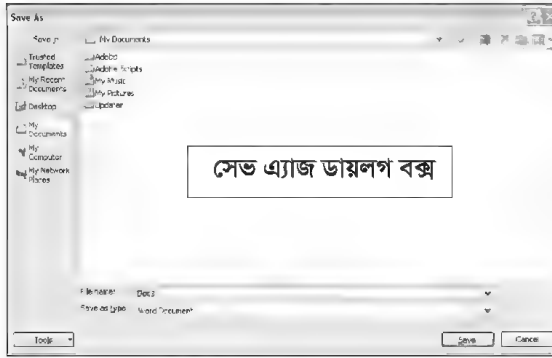 Save As
Save in: My Documents
Trusted
Templates
My Recent
Documents
Desktop
My
Documents
My
Computer
My Network
Places
Adobe
Adobe Scripts
My Music
My Pictures
Updater
সেভ এ্যাজ ডায়লগ বক্স
File name:
Save as type: Word Document
Tools
Save
Cancel